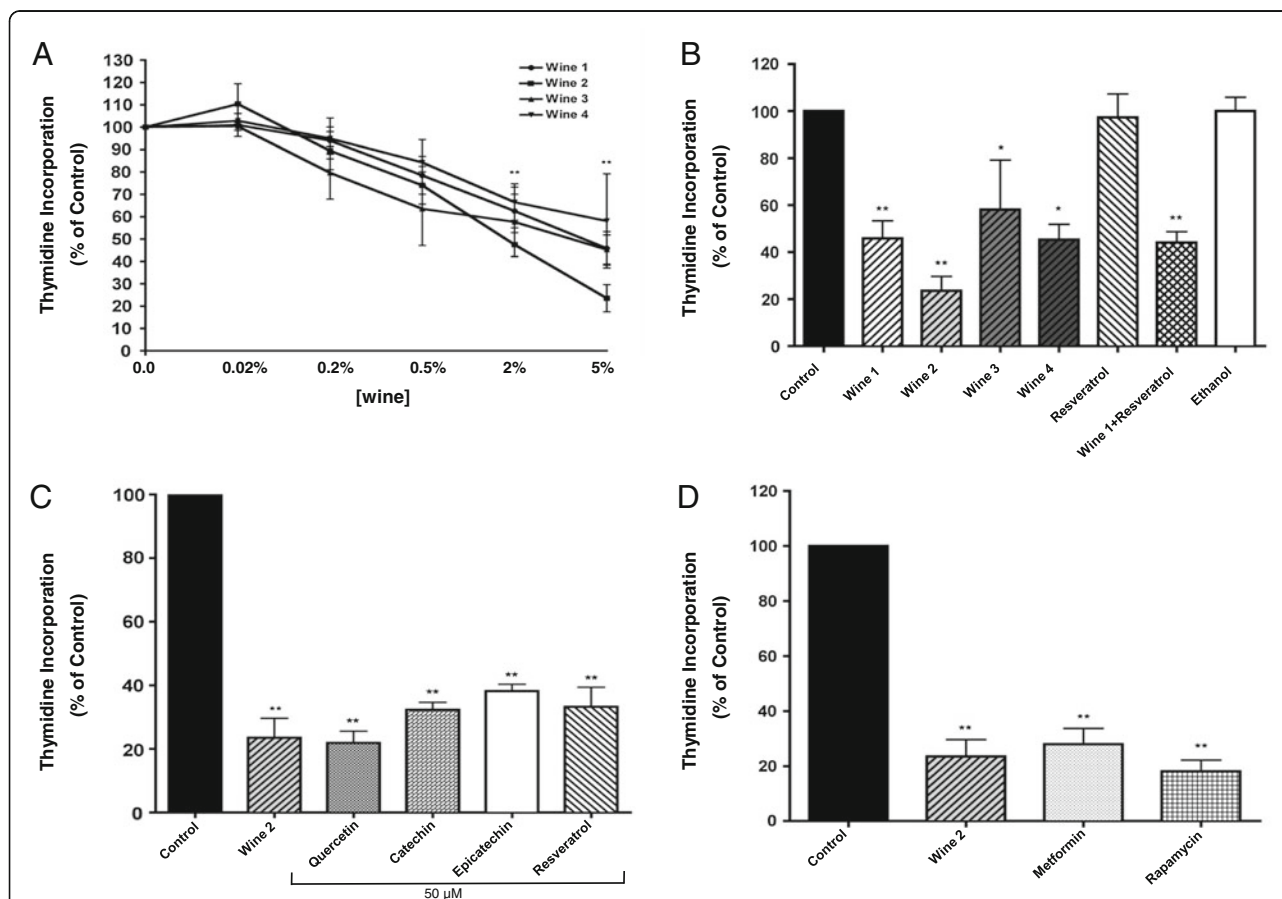 A
Thymidine Incorporation
(% of Control)
130
120
110
100
90
80
70
60
50
40
30
20
10
0
Wine 1
Wine 2
Wine 3
Wine 4
**
**
0.0
0.02%
0.2%
0.5%
2%
5%
[wine]
B
Thymidine Incorporation
(% of Control)
120
100
80
60
40
20
0
**
**
*
*
**
Control
Wine 1
Wine 2
Wine 3
Wine 4
Resveratrol
Wine 1+Resveratrol
Ethanol
C
Thymidine Incorporation
(% of Control)
100
80
60
40
20
0
**
**
**
**
**
Control
Wine 2
Quercetin
Catechin
Epicatechin
Resveratrol
50 µM
D
Thymidine Incorporation
(% of Control)
120
100
80
60
40
20
0
**
**
**
Control
Wine 2
Metformin
Rapamycin